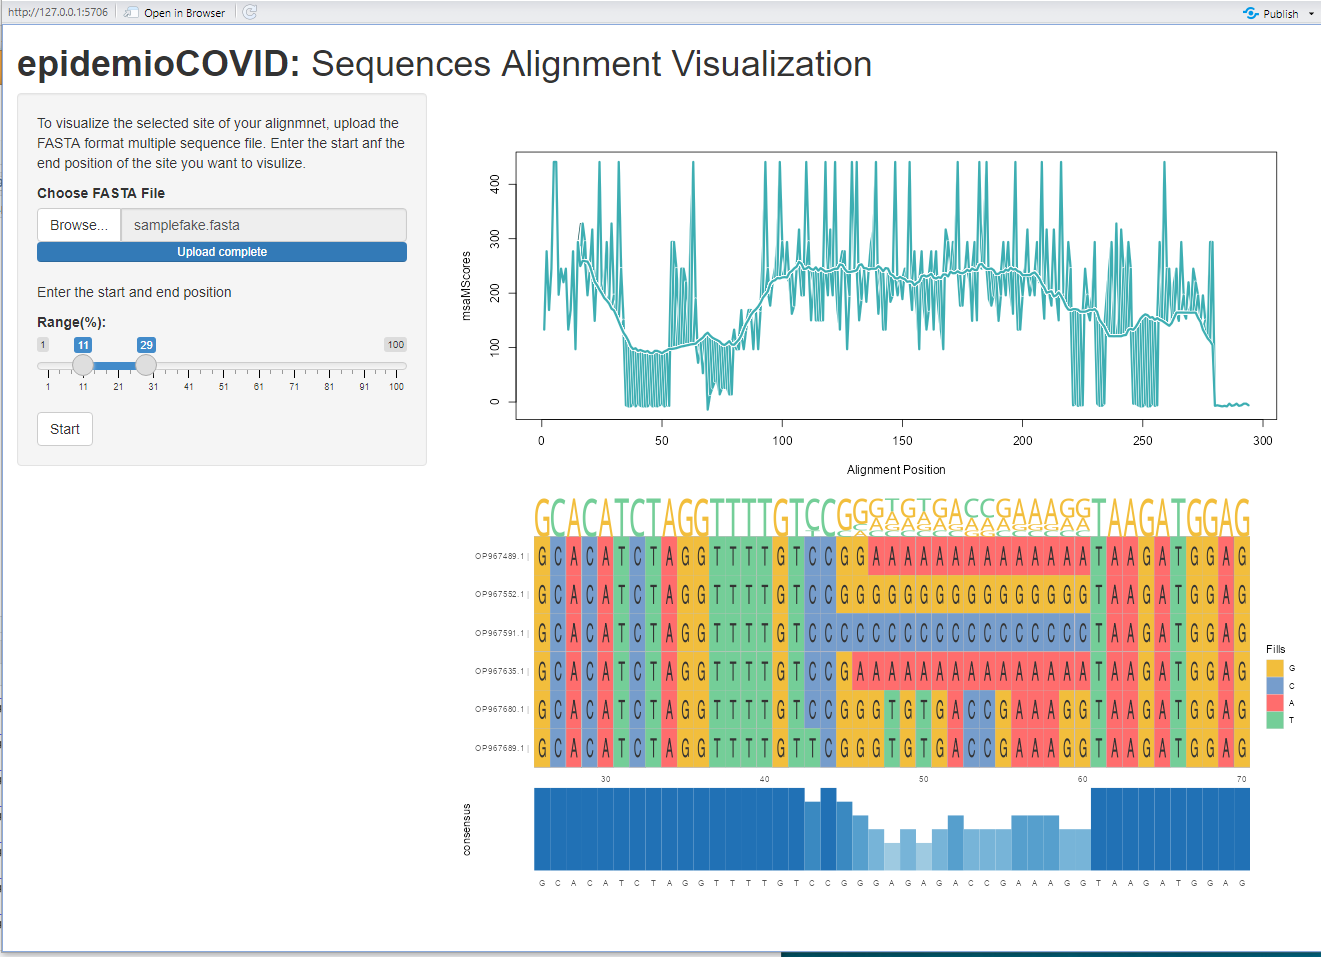 http://127.0.0.1:5706
Open in Browser
Publish
epidemioCOVID: Sequences Alignment Visualization
To visualize the selected site of your alignmnet, upload the
FASTA format multiple sequence file. Enter the start anf the
end position of the site you want to visulize.
Choose FASTA File
Browse... samplefake.fasta
Upload complete
Enter the start and end position
Range(%):
1 11 29 100
1 11 21 31 41 51 61 71 81 91 100
Start
msaMScores
400
300
200
100
0
0 50 100 150 200 250 300
Alignment Position
GCACATCTAGGTTTTGTCCGGGTGTGACCGAAAGGTAAGATGGAG
OP967489.1 | G C A C A T C T A G G T T T T G T C C G G A A A A A A A A A A A A A A T A A G A T G G A G
OP967552.1 | G C A C A T C T A G G T T T T G T C C G G G G G G G G G G G G G G G G T A A G A T G G A G
OP967591.1 | G C A C A T C T A G G T T T T G T C C C C C C C C C C C C C C C C C C T A A G A T G G A G
OP967635.1 | G C A C A T C T A G G T T T T G T C C G A A A A A A A A A A A A A A A T A A G A T G G A G
OP967680.1 | G C A C A T C T A G G T T T T G T C C G G G T G T G A C C G A A A G G T A A G A T G G A G
OP967689.1 | G C A C A T C T A G G T T T T G T T C G G G T G T G A C C G A A A G G T A A G A T G G A G
30 40 50 60 70
Fills
G
C
A
T
consensus
G C A C A T C T A G G T T T T G T C C G G G A G A G A C C G A A A G G T A A G A T G G A G